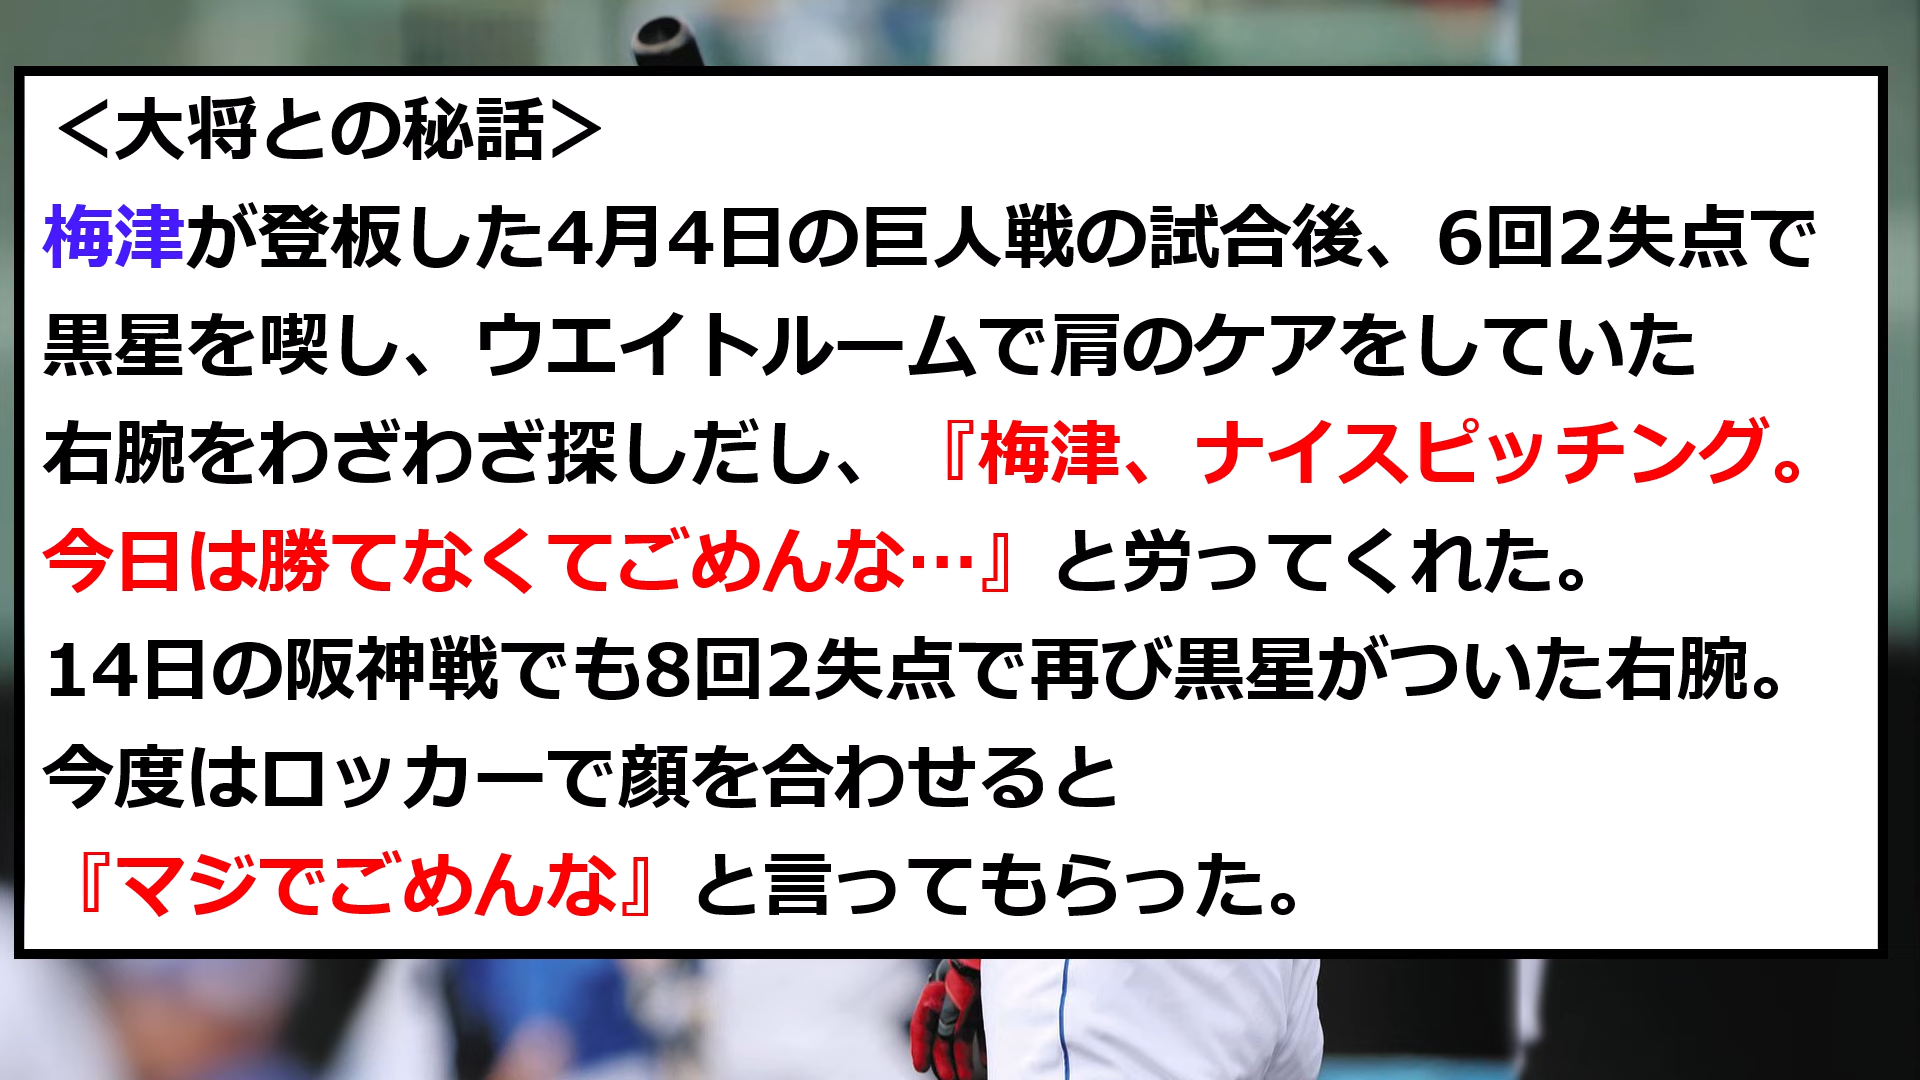 ＜大将との秘話＞
梅津が登板した4月4日の巨人戦の試合後、6回2失点で
黒星を喫し、ウエイトルームで肩のケアをしていた
右腕をわざわざ探しだし、『梅津、ナイスピッチング。
今日は勝てなくてごめんな…』と労ってくれた。
14日の阪神戦でも8回2失点で再び黒星がついた右腕。
今度はロッカーで顔を合わせると
『マジでごめんな』と言ってもらった。